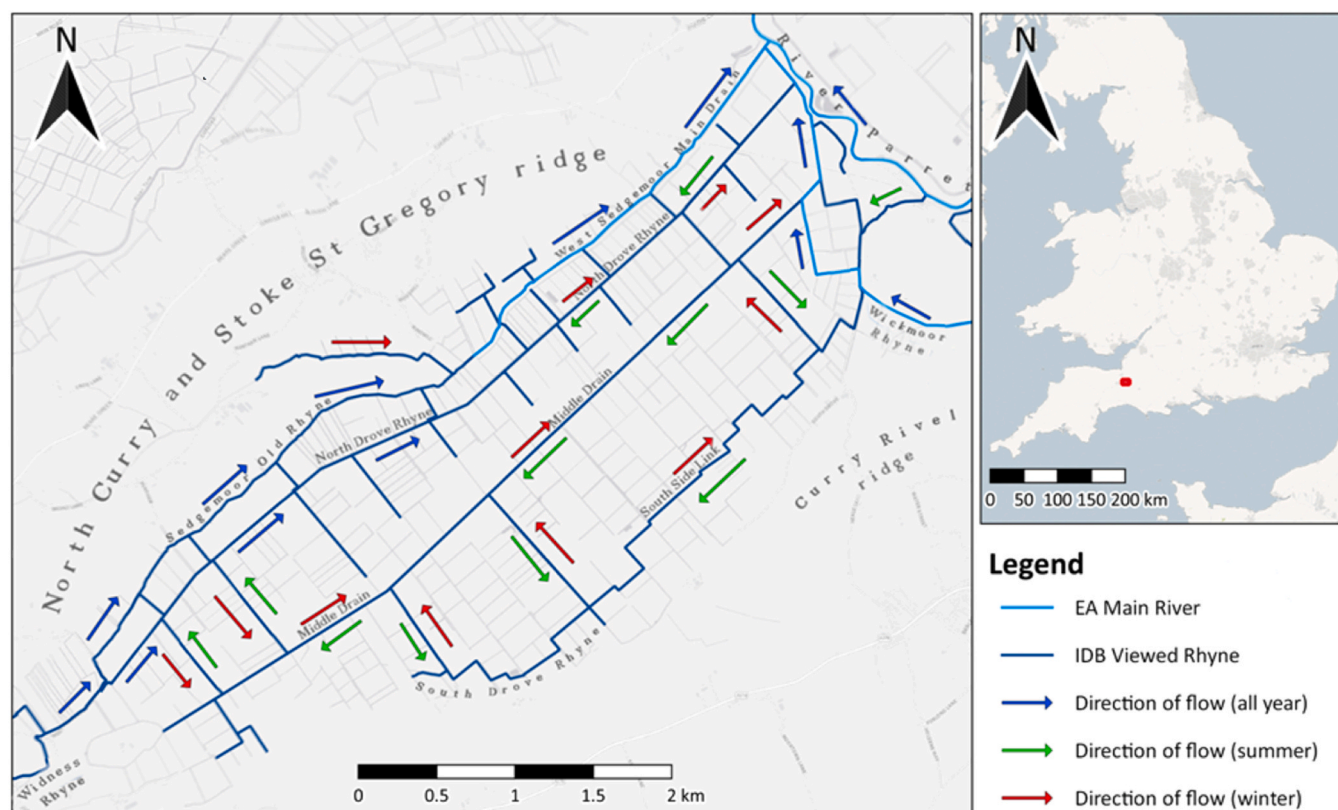 N
North Curry and Stoke St Gregory ridge
River Parret
West Sedgemoor Main Drain
North Drove Rhyne
Wickmoor
Rhyne
Sedgemoor Old Rhyne
North Drove Rhyne
Middle Drain
South Side Link
Curry Rivel
ridge
Middle Drain
South Drove Rhyne
Widness
Rhyne
0 0.5 1 1.5 2 km
N
0 50 100 150 200 km
Legend
EA Main River
IDB Viewed Rhyne
Direction of flow (all year)
Direction of flow (summer)
Direction of flow (winter)